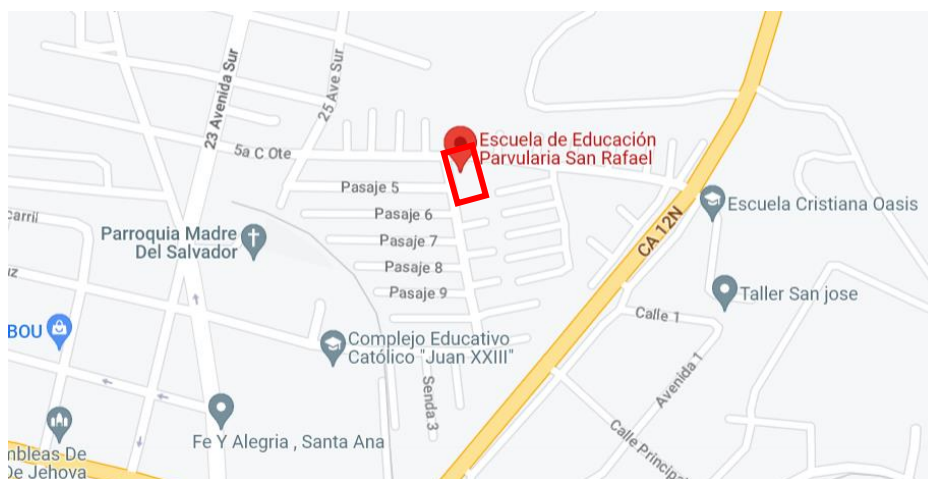 23 Avenida Sur
25 Ave Sur
5a C Ote
Escuela de Educación
Parvularia San Rafael
Pasaje 5
Pasaje 6
Pasaje 7
Pasaje 8
Pasaje 9
CA 12N
Escuela Cristiana Oasis
Carrii
Parroquia Madre
Del Salvador
uz
Taller San jose
Calle 1
BOU
Complejo Educativo
Católico "Juan XXIII"
Avenida 1
Senda 3
Fe Y Alegria , Santa Ana
Calle Principal
mbleas De
De Jehova